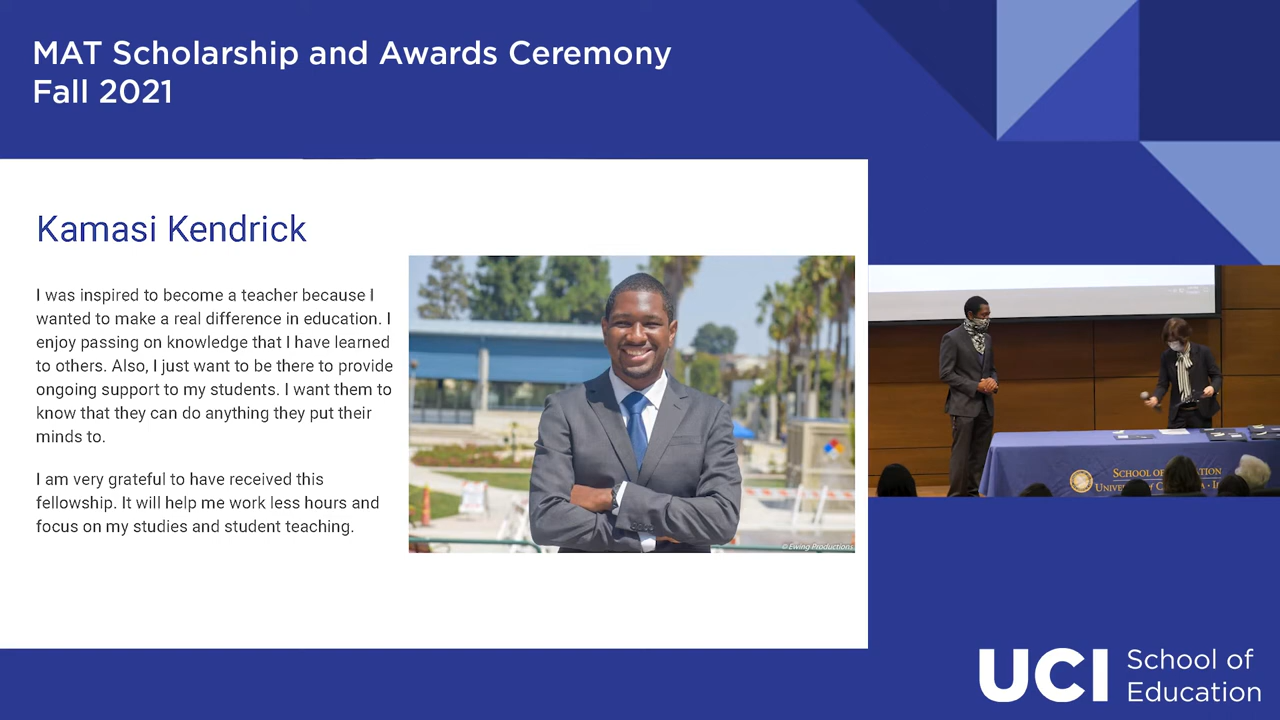 MAT Scholarship and Awards Ceremony
Fall 2021
Kamasi Kendrick
I was inspired to become a teacher because I
wanted to make a real difference in education. I
enjoy passing on knowledge that I have learned
to others. Also, I just want to be there to provide
ongoing support to my students. I want them to
know that they can do anything they put their
minds to.
I am very grateful to have received this
fellowship. It will help me work less hours and
focus on my studies and student teaching.
© Ewing Productions
School of
University of
UCI School of
Education